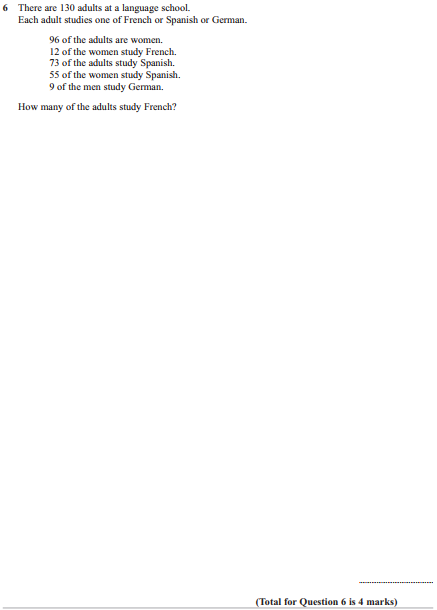 6 There are 130 adults at a language school.
Each adult studies one of French or Spanish or German.
96 of the adults are women.
12 of the women study French.
73 of the adults study Spanish.
55 of the women study Spanish.
9 of the men study German.
How many of the adults study French?
(Total for Question 6 is 4 marks)